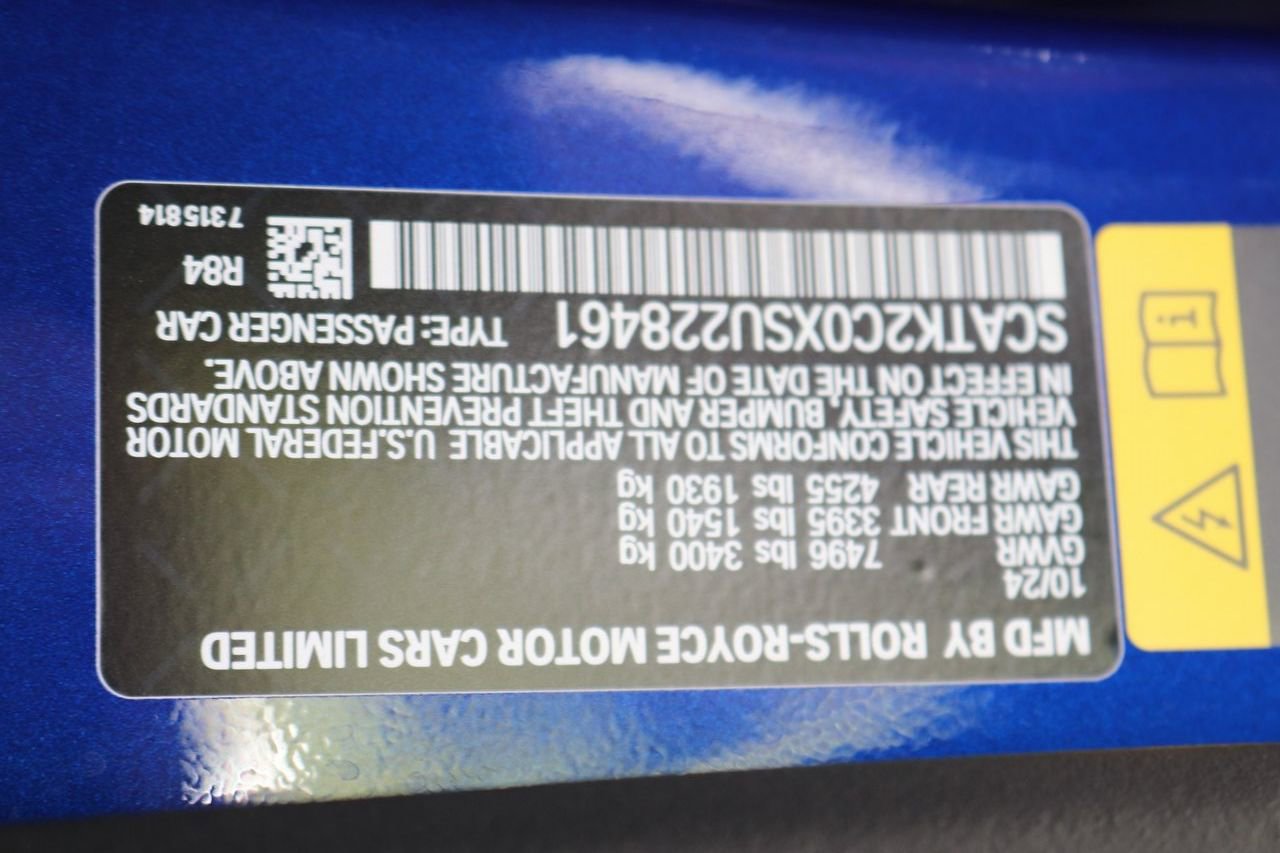 MFD BY ROLLS-ROYCE MOTOR CARS LIMITED
10/24
GVWR 7496 lbs 3400 kg
GAWR FRONT 3395 lbs 1540 kg
GAWR REAR 4255 lbs 1930 kg
THIS VEHICLE CONFORMS TO ALL APPLICABLE U.S.FEDERAL MOTOR
VEHICLE SAFETY, BUMPER AND THEFT PREVENTION STANDARDS
IN EFFECT ON THE DATE OF MANUFACTURE SHOWN ABOVE.
SCATK2C0XSU228461 TYPE: PASSENGER CAR
R84
7315814
i